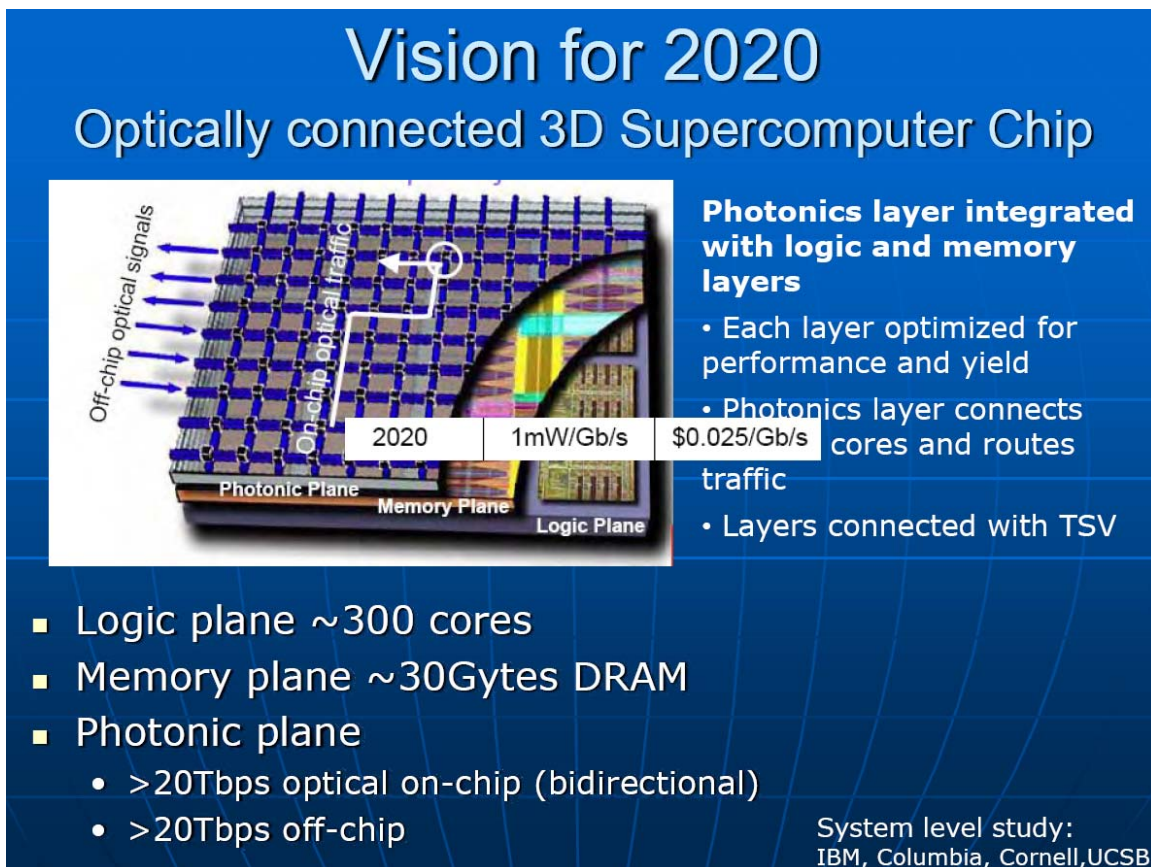 Vision for 2020
Optically connected 3D Supercomputer Chip
Off-chip optical signals
On-chip optical traffic
2020 1mW/Gb/s $0.025/Gb/s
Photonic Plane
Memory Plane
Logic Plane
Photonics layer integrated
with logic and memory
layers
• Each layer optimized for
performance and yield
• Photonics layer connects
cores and routes
traffic
• Layers connected with TSV
Logic plane ~300 cores
Memory plane ~30Gytes DRAM
Photonic plane
• >20Tbps optical on-chip (bidirectional)
• >20Tbps off-chip
System level study:
IBM, Columbia, Cornell,UCSB